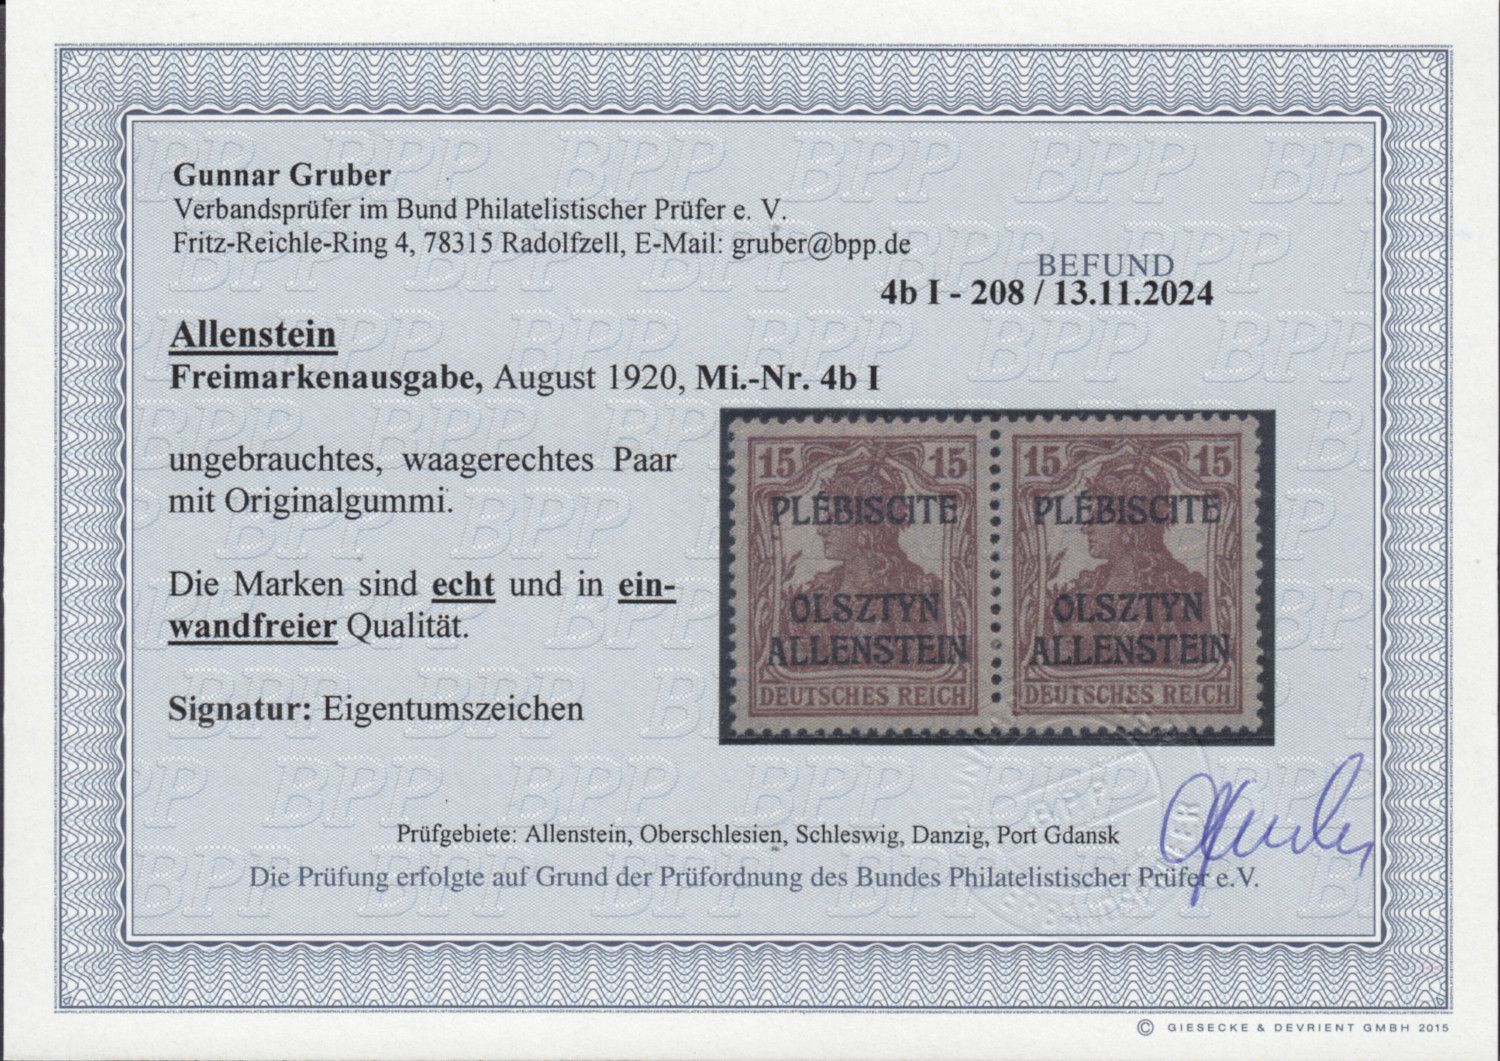 Gunnar Gruber
Verbandsprüfer im Bund Philatelistischer Prüfer e. V.
Fritz-Reichle-Ring 4, 78315 Radolfzell, E-Mail: gruber@bpp.de
BEFUND
4b I - 208 / 13.11.2024
Allenstein
Freimarkenausgabe, August 1920, Mi.-Nr. 4b I
ungebrauchtes, waagerechtes Paar
mit Originalgummi.
Die Marken sind echt und in ein-
wandfreier Qualität.
Signatur: Eigentumszeichen
15 15 15 15
PLÉBISCITE PLÉBISCITE
OLSZTYN OLSZTYN
ALLENSTEIN ALLENSTEIN
DEUTSCHES REICH DEUTSCHES REICH
Prüfgebiete: Allenstein, Oberschlesien, Schleswig, Danzig, Port Gdansk
Die Prüfung erfolgte auf Grund der Prüfordnung des Bundes Philatelistischer Prüfer e.V.
© GIESECKE & DEVRIENT GMBH 2015